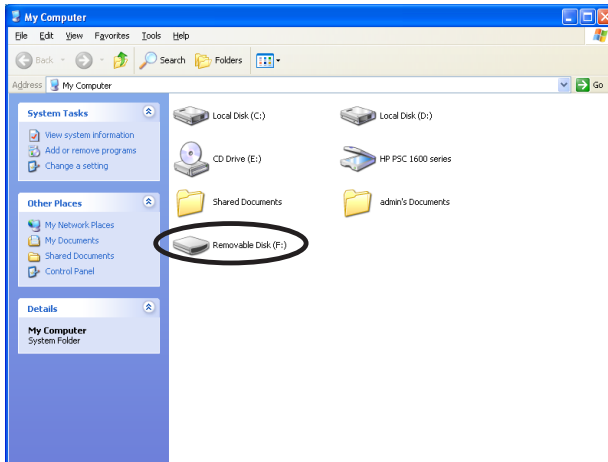 My Computer
File Edit View Favorites Tools Help
Back Search Folders
Address My Computer Go
System Tasks
View system information
Add or remove programs
Change a setting
Other Places
My Network Places
My Documents
Shared Documents
Control Panel
Details
My Computer
System Folder
Local Disk (C:) Local Disk (D:)
CD Drive (E:) HP PSC 1600 series
Shared Documents admin's Documents
Removable Disk (F:)